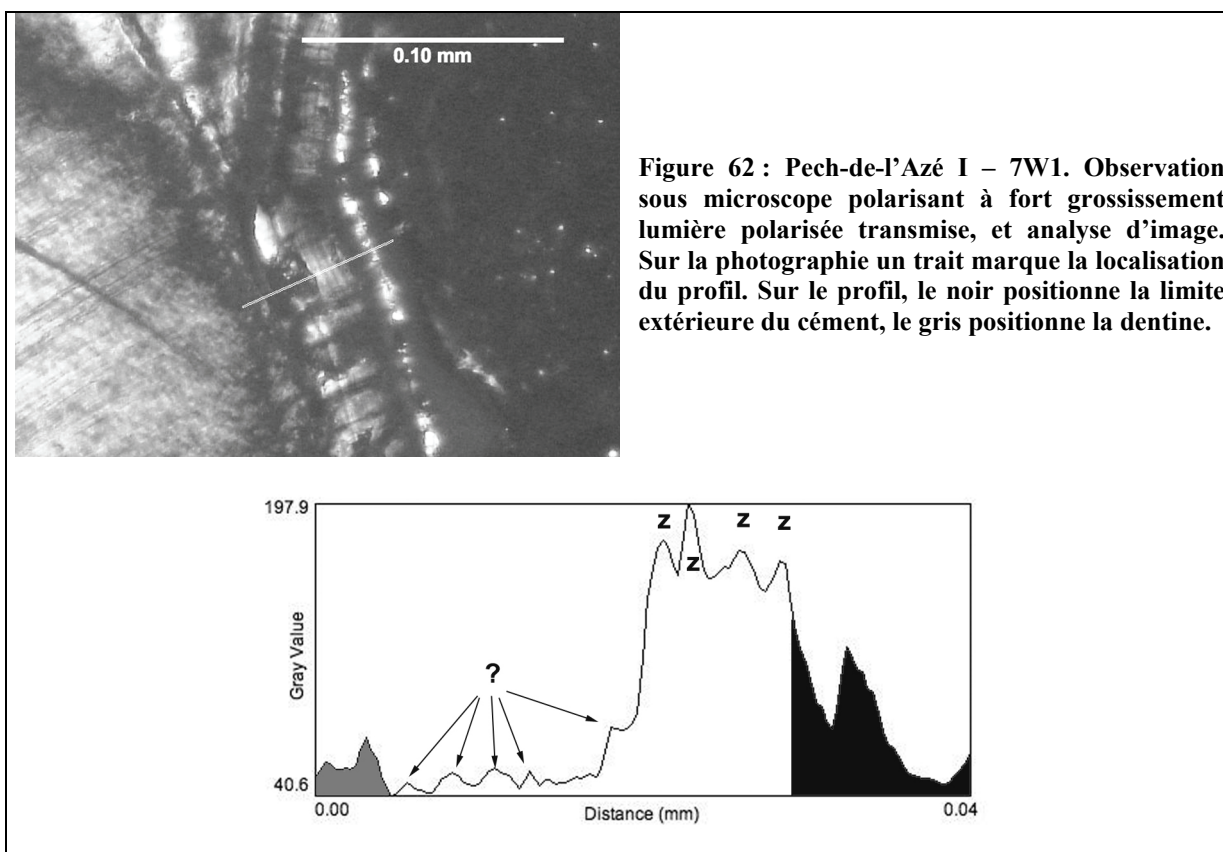 0.10 mm
Figure 62 : Pech-de-l’Azé I – 7W1. Observation
sous microscope polarisant à fort grossissement
lumière polarisée transmise, et analyse d’image.
Sur la photographie un trait marque la localisation
du profil. Sur le profil, le noir positionne la limite
extérieure du cément, le gris positionne la dentine.
197.9
z z z
z
?
Gray Value
40.6
0.00
Distance (mm)
0.04